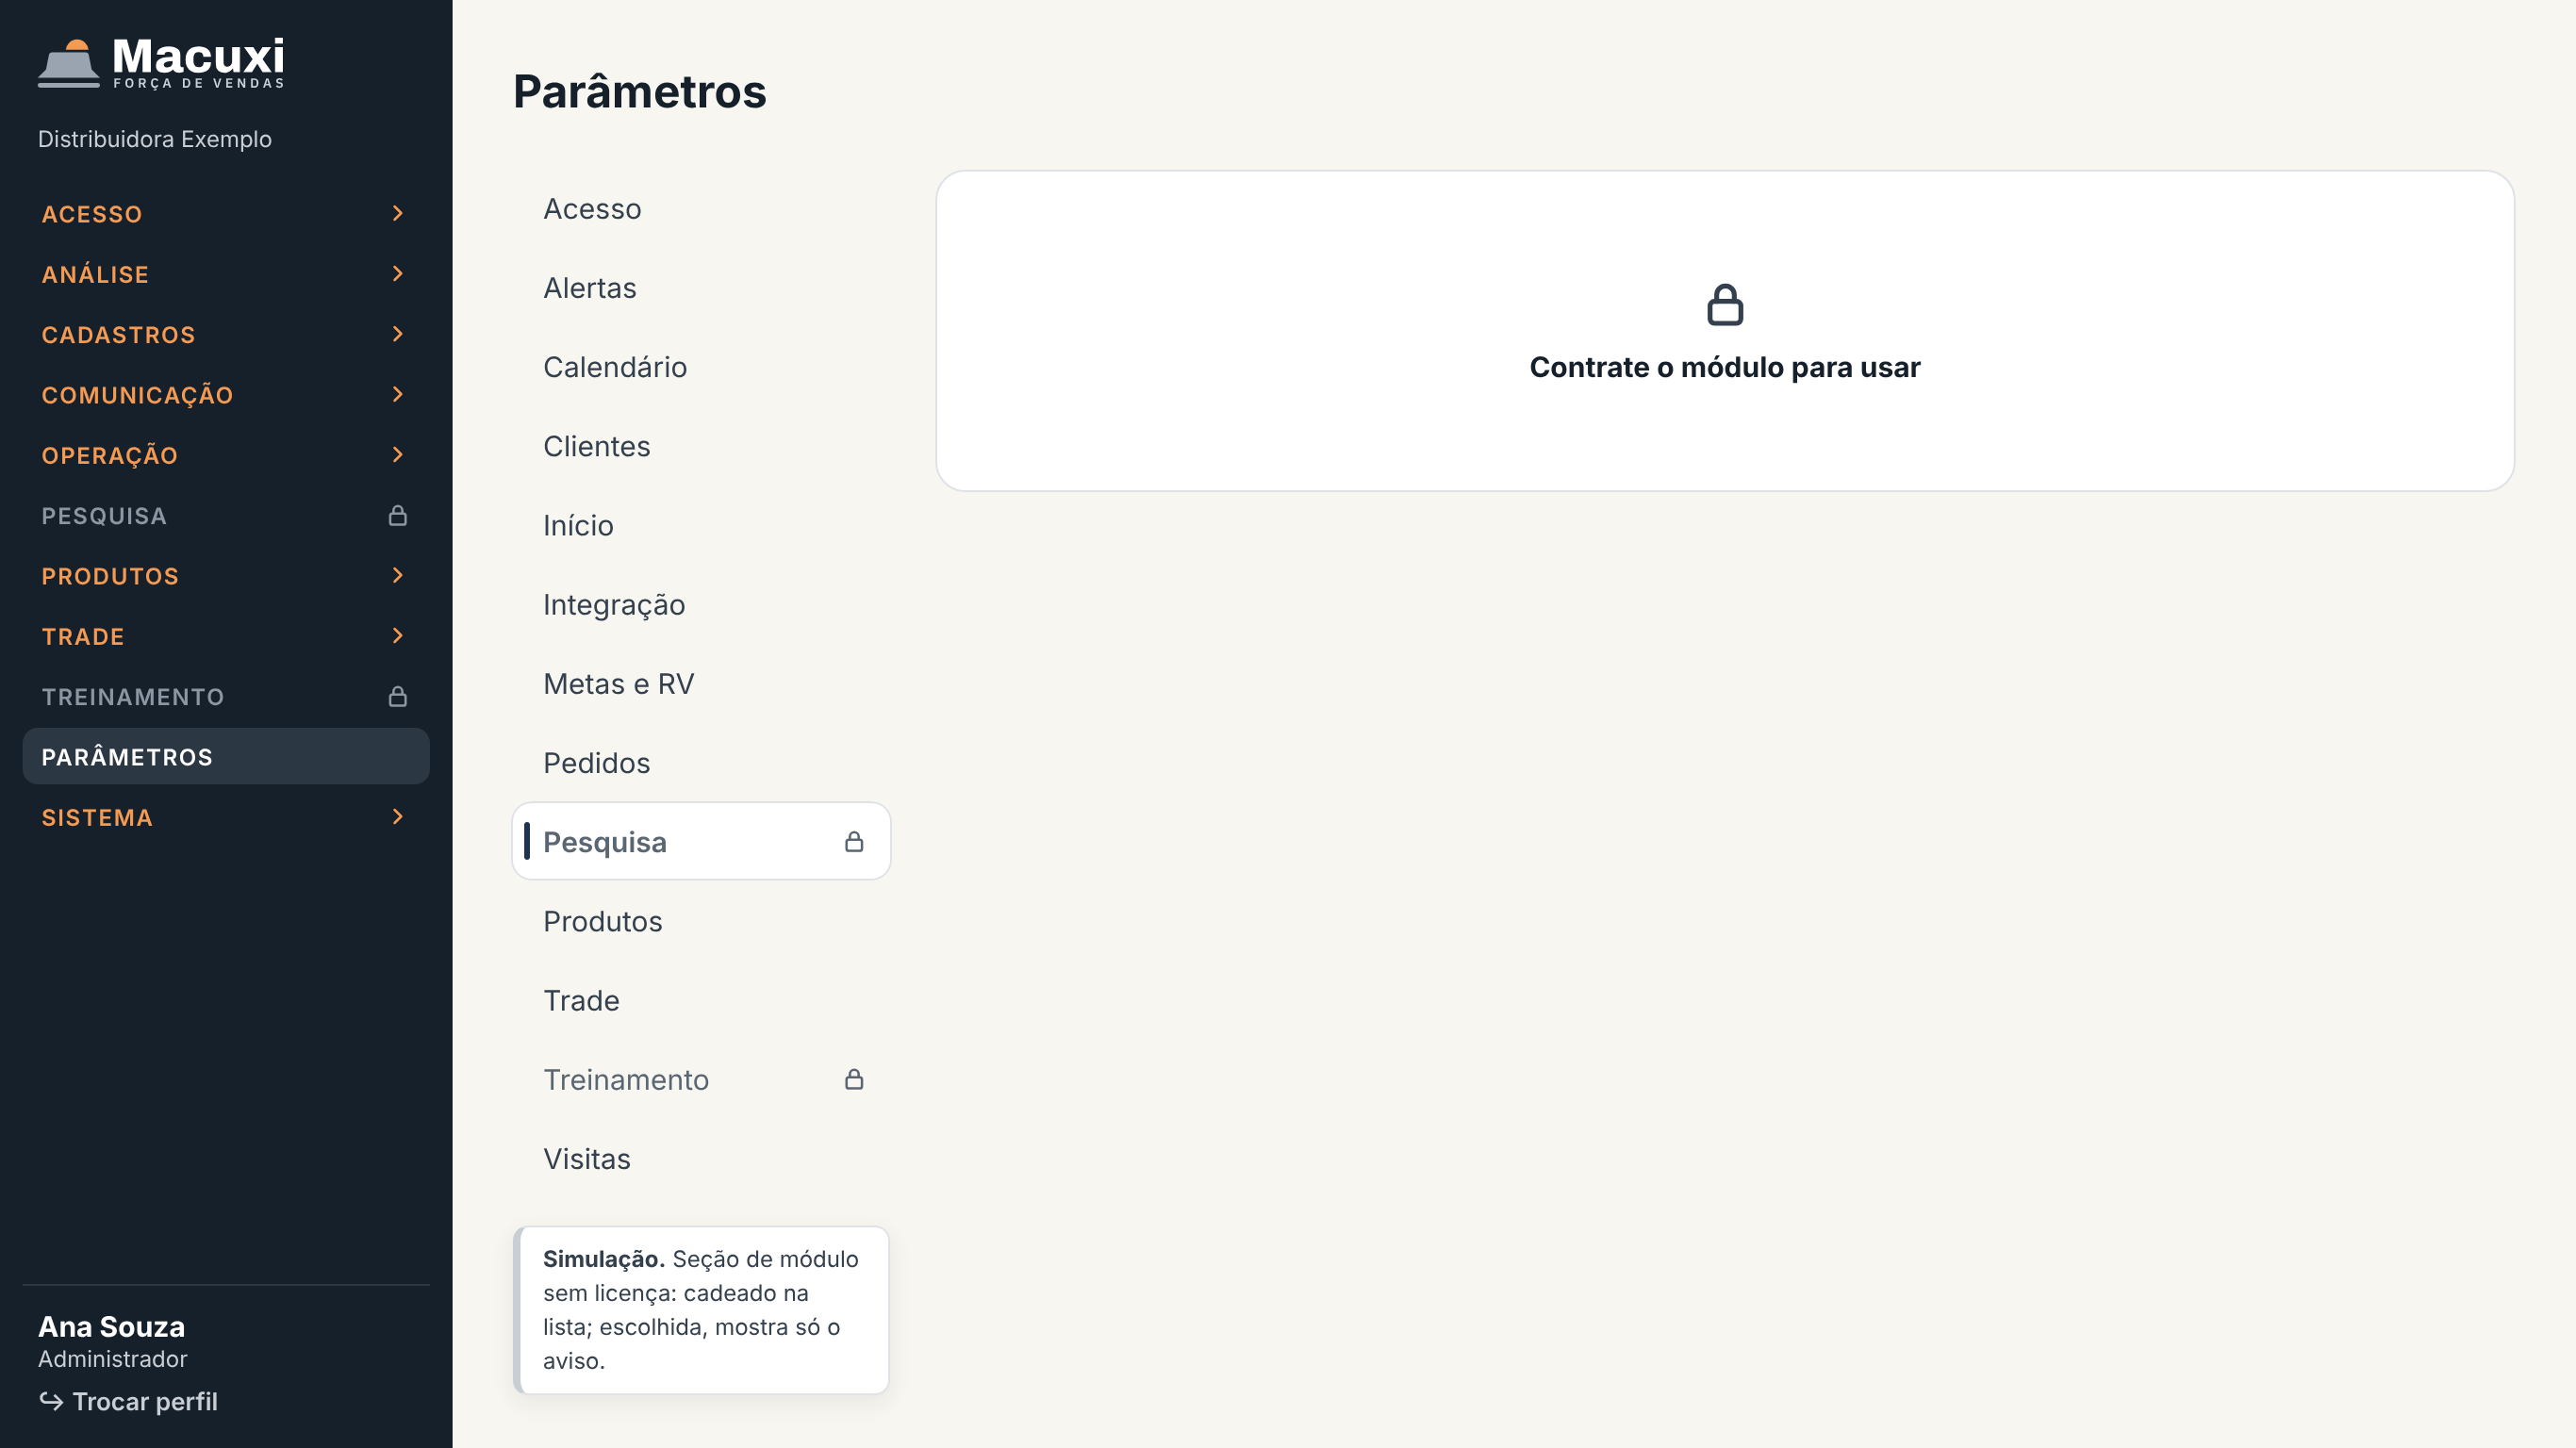 Macuxi
FORÇA DE VENDAS
Distribuidora Exemplo
ACESSO
ANÁLISE
CADASTROS
COMUNICAÇÃO
OPERAÇÃO
PESQUISA
PRODUTOS
TRADE
TREINAMENTO
PARÂMETROS
SISTEMA
Ana Souza
Administrador
Trocar perfil
Parâmetros
Acesso
Alertas
Calendário
Clientes
Início
Integração
Metas e RV
Pedidos
Pesquisa
Produtos
Trade
Treinamento
Visitas
Simulação. Seção de módulo
sem licença: cadeado na
lista; escolhida, mostra só o
aviso.
Contrate o módulo para usar